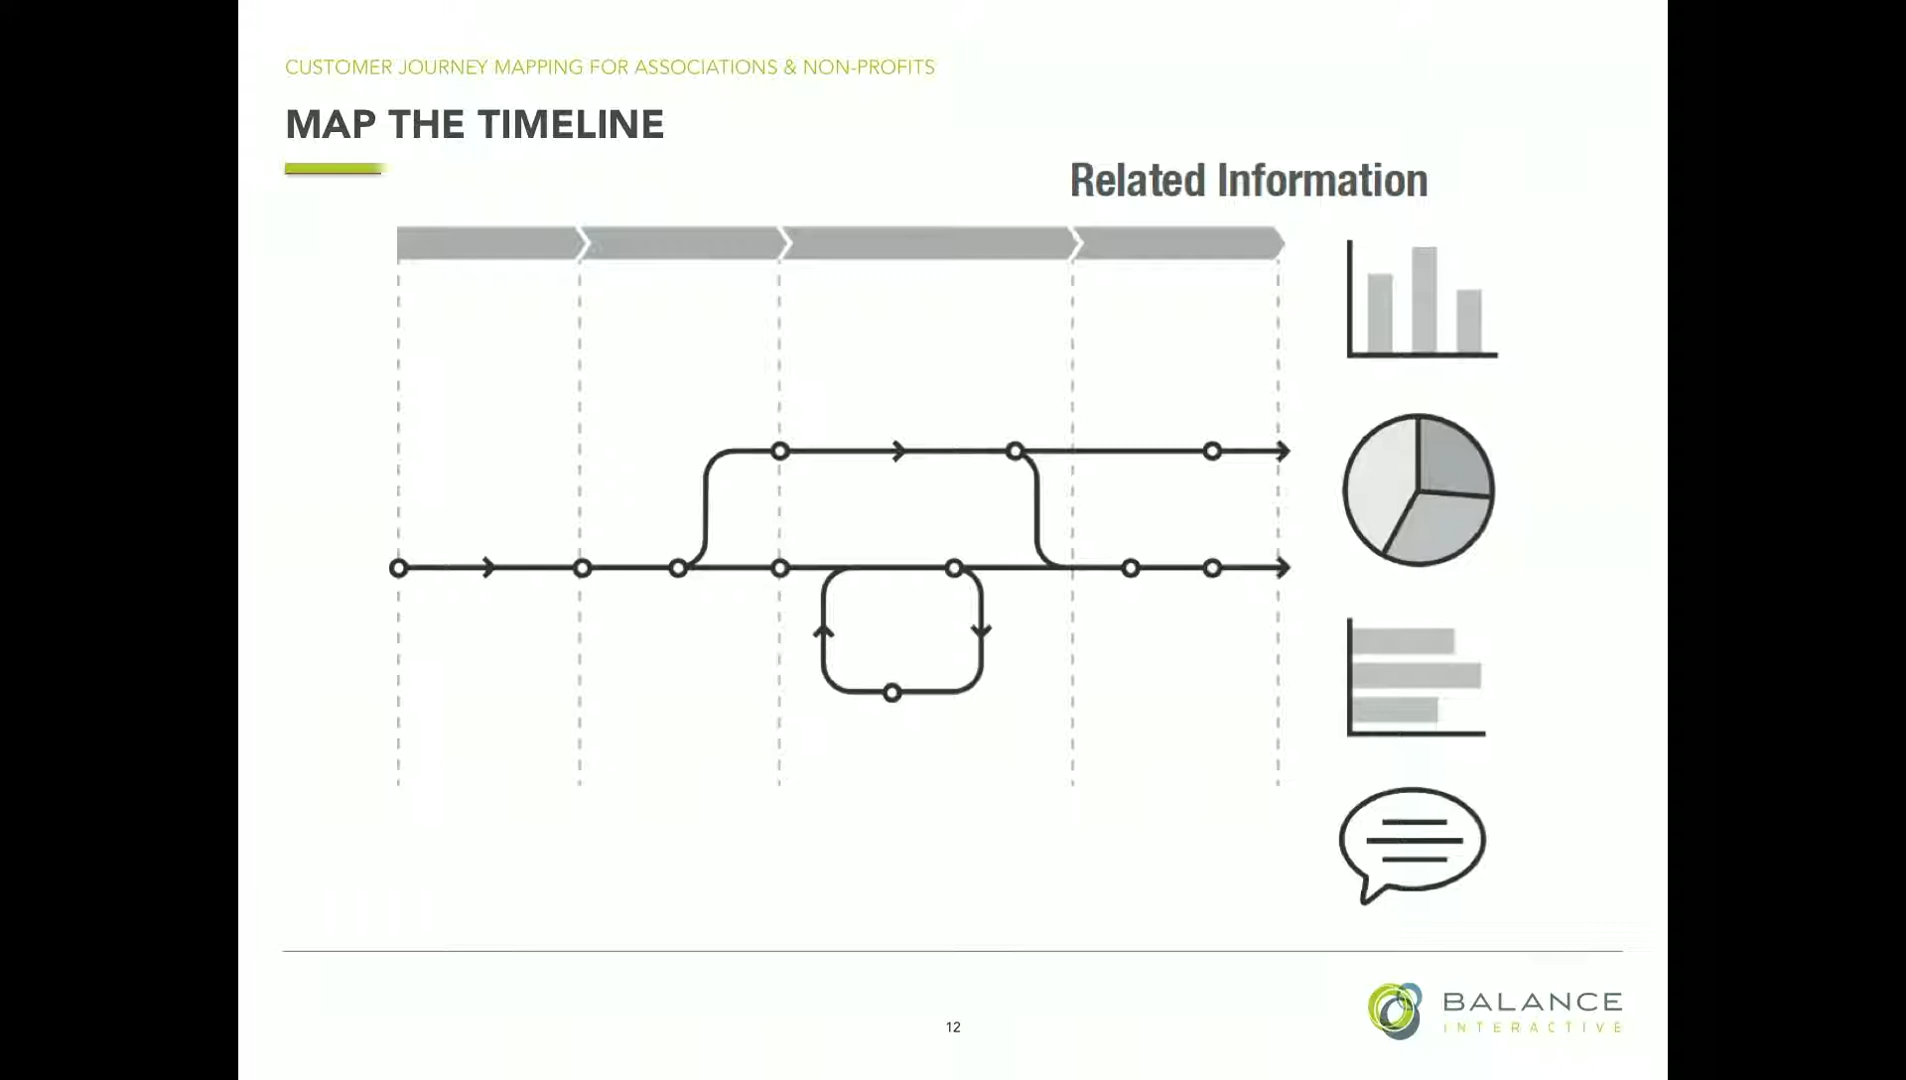 CUSTOMER JOURNEY MAPPING FOR ASSOCIATIONS & NON-PROFITS
MAP THE TIMELINE
Related Information
12
BALANCE
INTERACTIVE